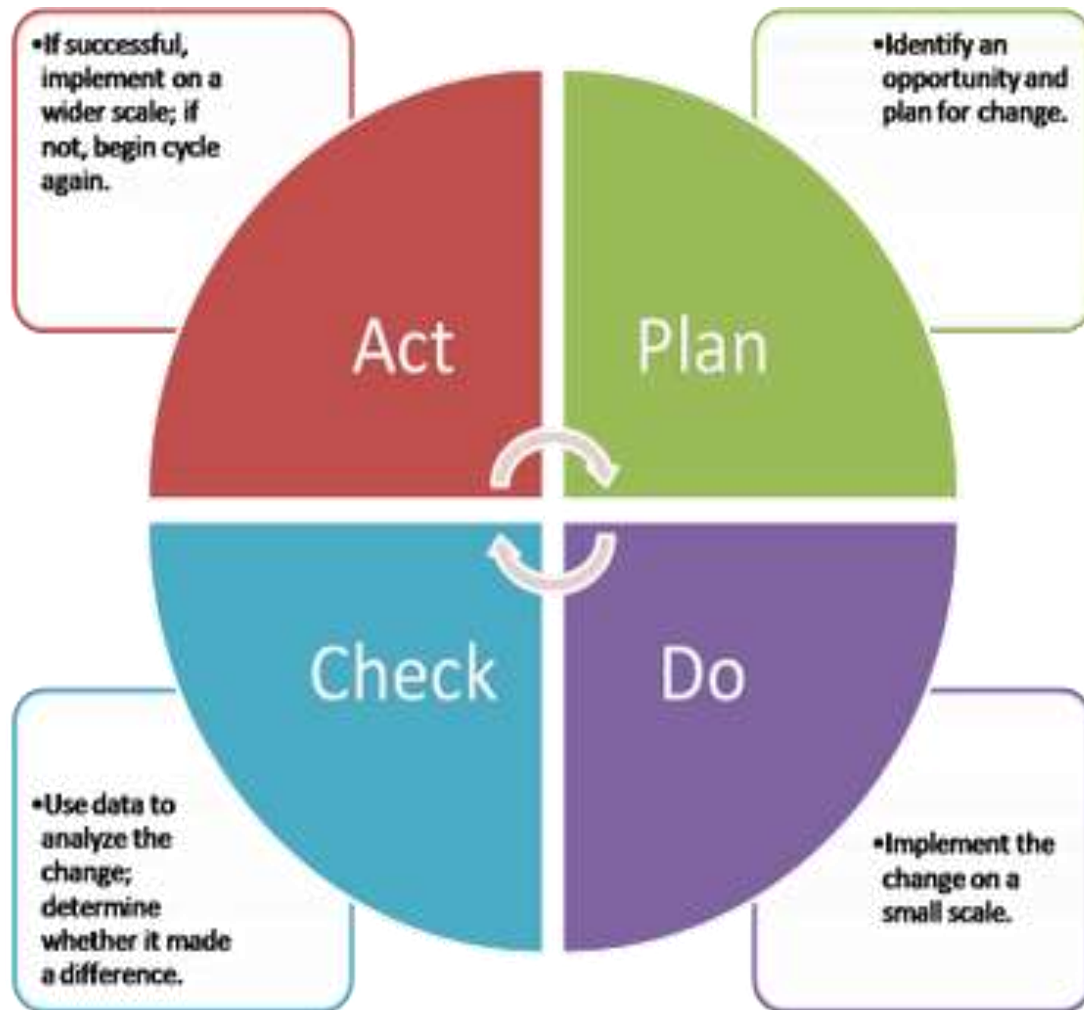 •If successful,
implement on a
wider scale; if
not, begin cycle
again.
•Identify an
opportunity and
plan for change.
Act
Plan
Check
Do
•Use data to
analyze the
change;
determine
whether it made
a difference.
•Implement the
change on a
small scale.